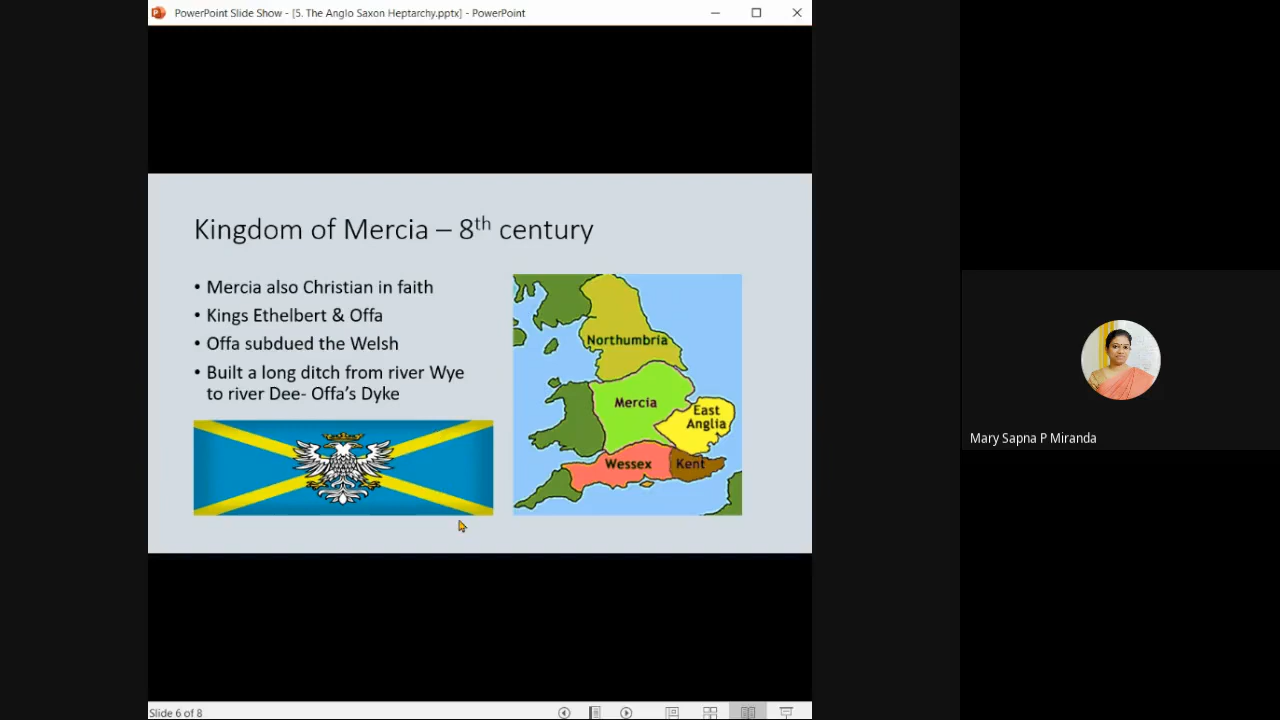 PowerPoint Slide Show - [5. The Anglo Saxon Heptarchy.pptx] - PowerPoint
Kingdom of Mercia – 8th century
• Mercia also Christian in faith
• Kings Ethelbert & Offa
• Offa subdued the Welsh
• Built a long ditch from river Wye
to river Dee- Offa's Dyke
Northumbria
Mercia
East
Anglia
Wessex
Kent
Mary Sapna P Miranda
Slide 6 of 8